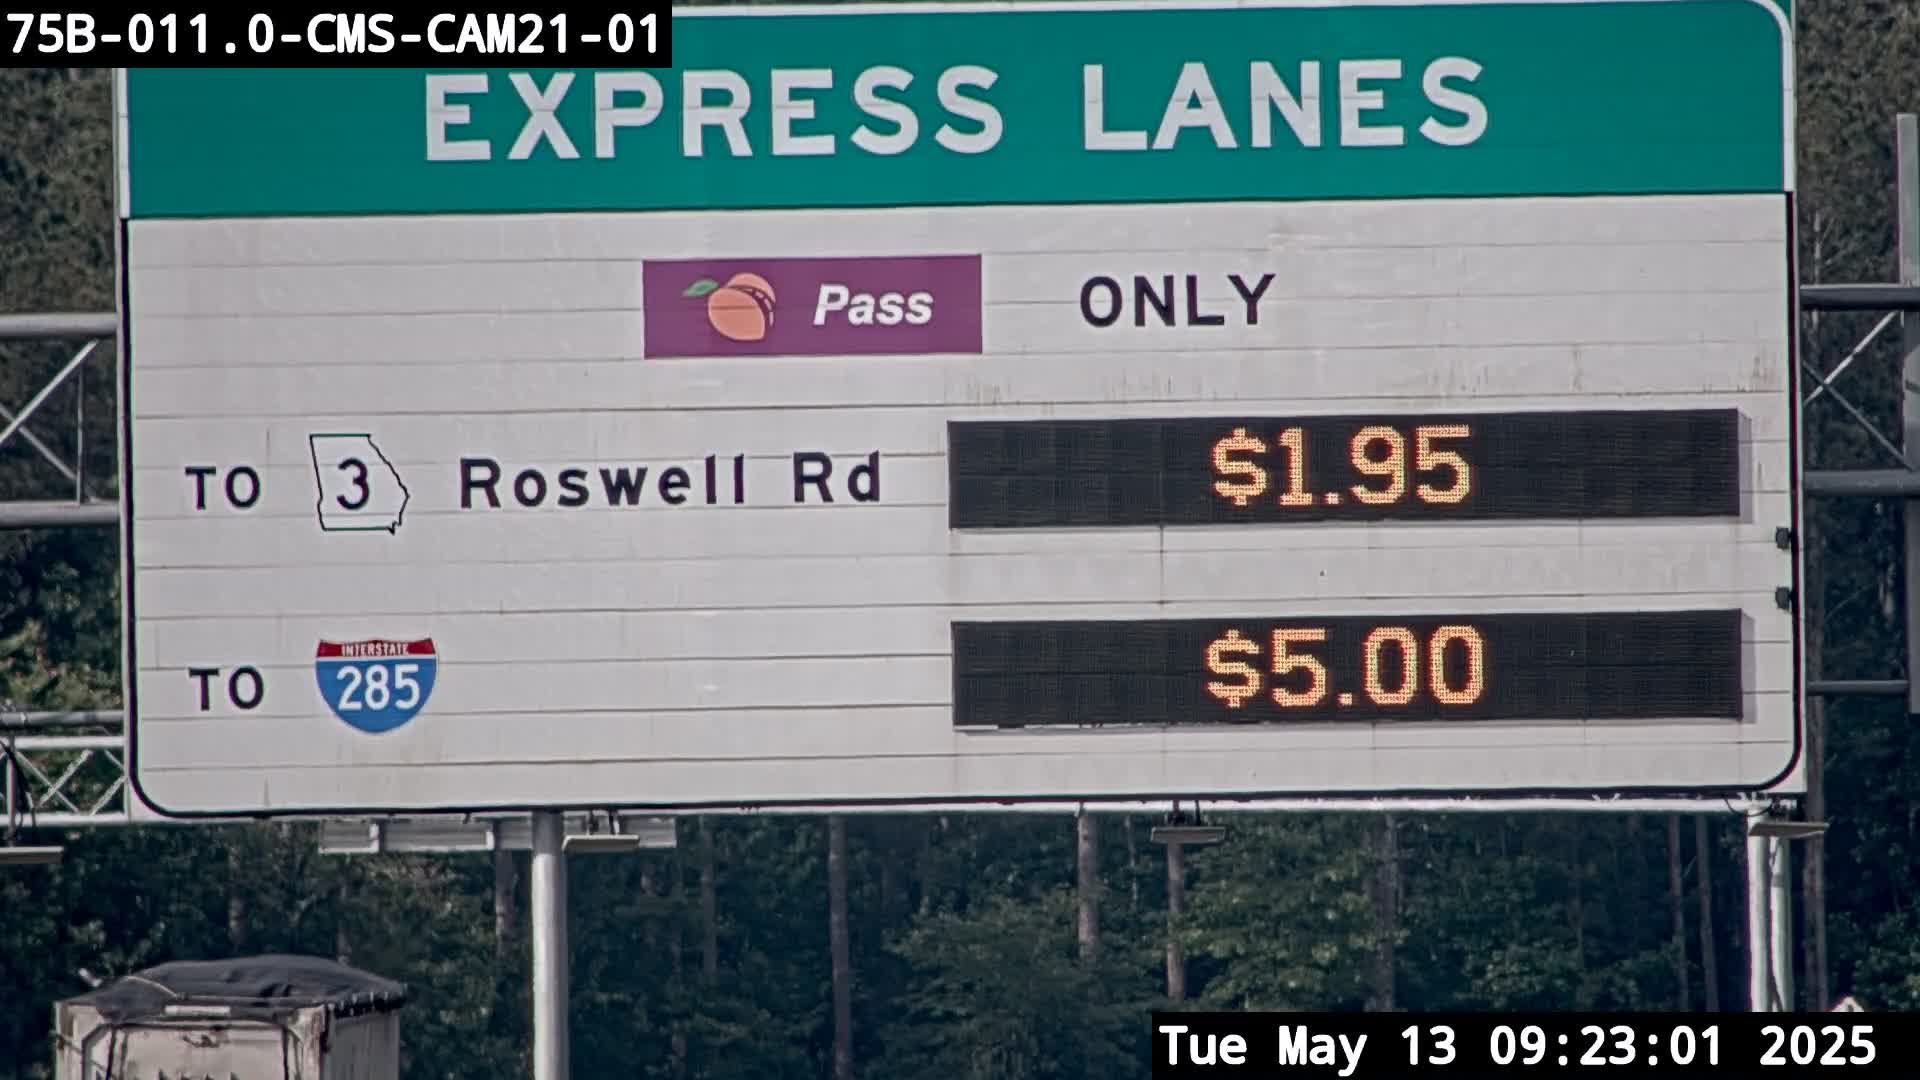 75B-011.0-CMS-CAM21-01
EXPRESS LANES
Pass ONLY
TO 3 Roswell Rd $1.95
INTERSTATE
TO 285 $5.00
Tue May 13 09:23:01 2025